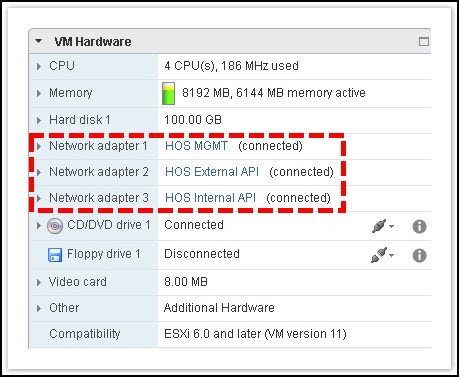 VM Hardware
CPU 4 CPU(s), 186 MHz used
Memory 8192 MB, 6144 MB memory active
Hard disk 1 100.00 GB
Network adapter 1 HOS MGMT (connected)
Network adapter 2 HOS External API (connected)
Network adapter 3 HOS Internal API (connected)
CD/DVD drive 1 Connected
Floppy drive 1 Disconnected
Video card 8.00 MB
Other Additional Hardware
Compatibility ESXi 6.0 and later (VM version 11)